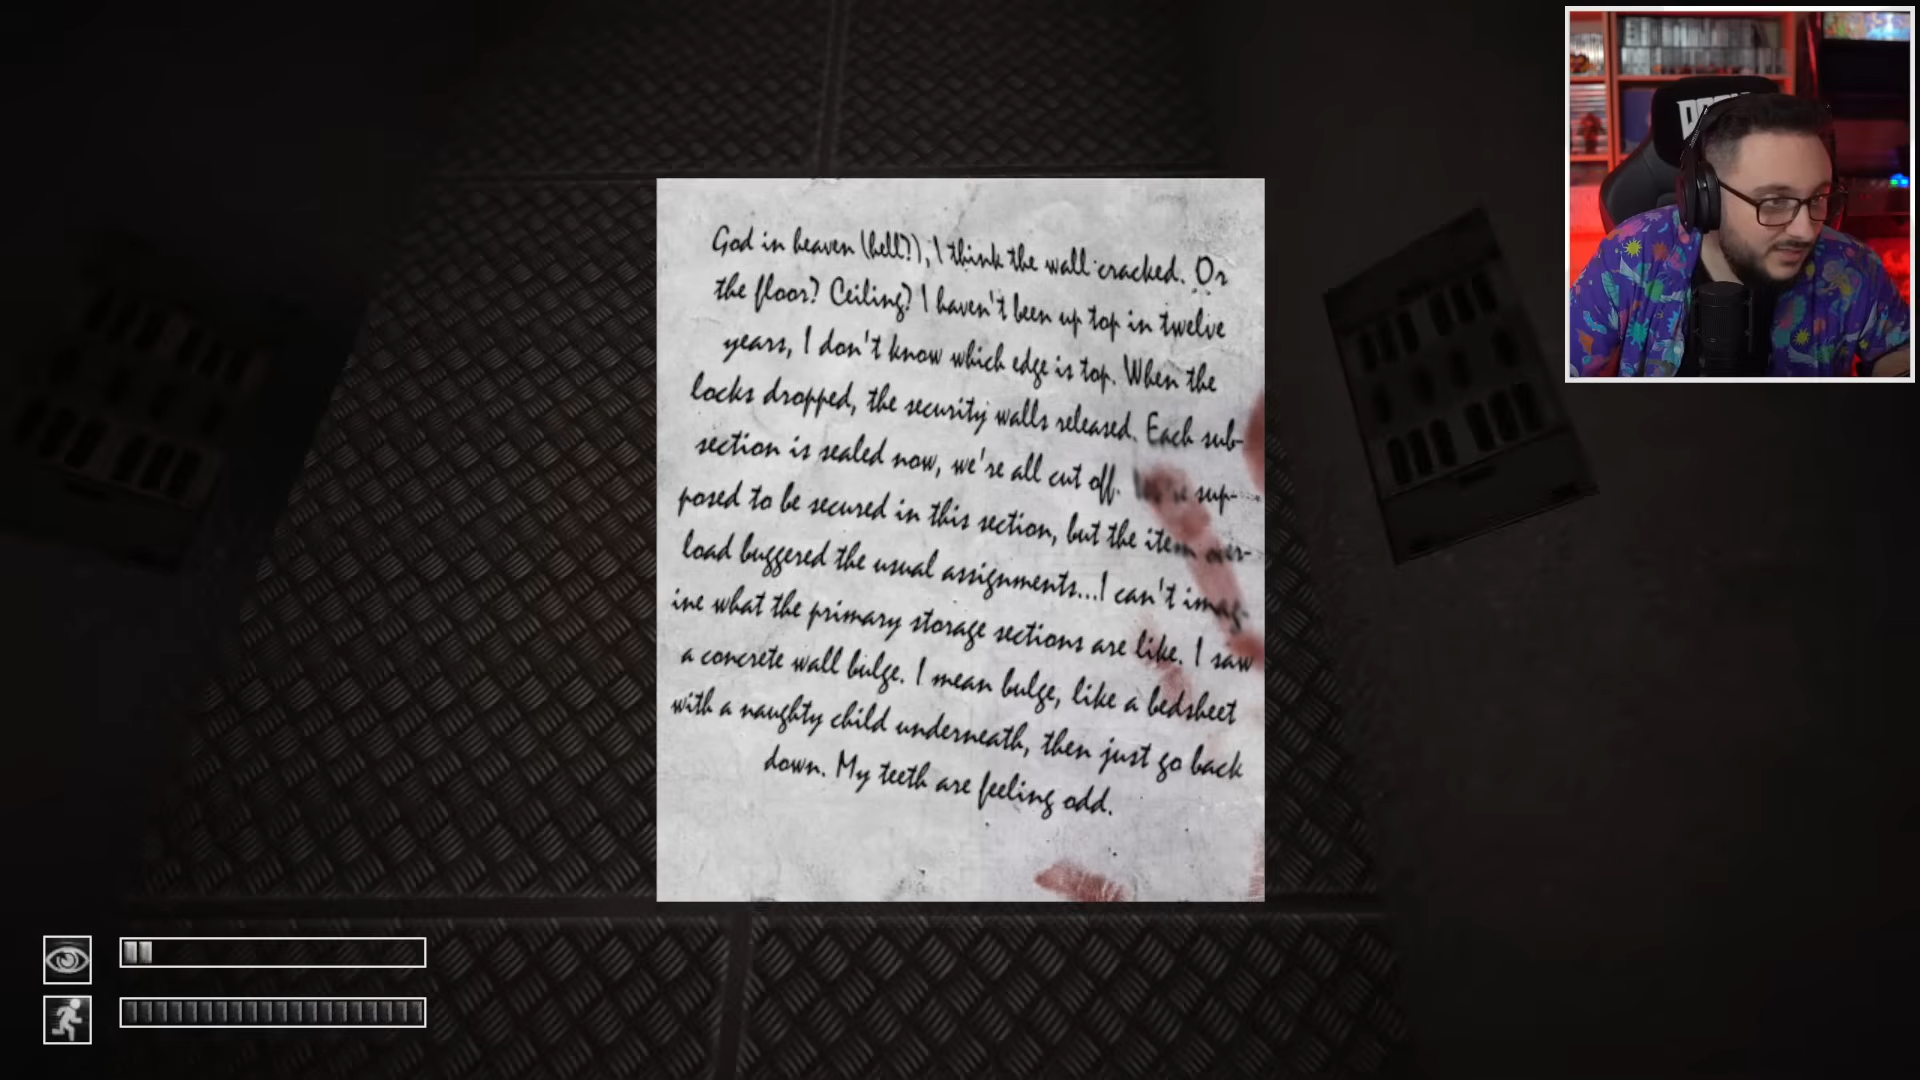 God in heaven (hell?), I think the wall cracked. Or
the floor? Ceiling? I haven't been up top in twelve
years, I don't know which edge is top. When the
locks dropped, the security walls released. Each sub-
section is sealed now, we're all cut off. sup-
posed to be secured in this section, but the item over-
load buggered the usual assignments...I can't imag-
ine what the primary storage sections are like. I saw
a concrete wall bulge. I mean bulge, like a bedsheet
with a naughty child underneath, then just go back
down. My teeth are feeling odd.